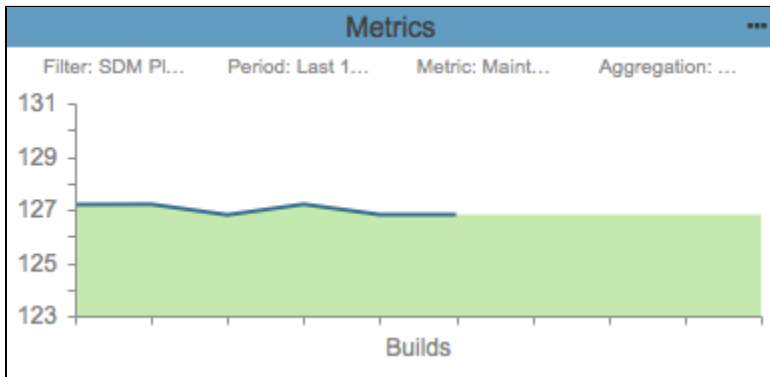 Metrics
Filter: SDM Pl... Period: Last 1... Metric: Maint... Aggregation: ...
131
129
127
125
123
Builds